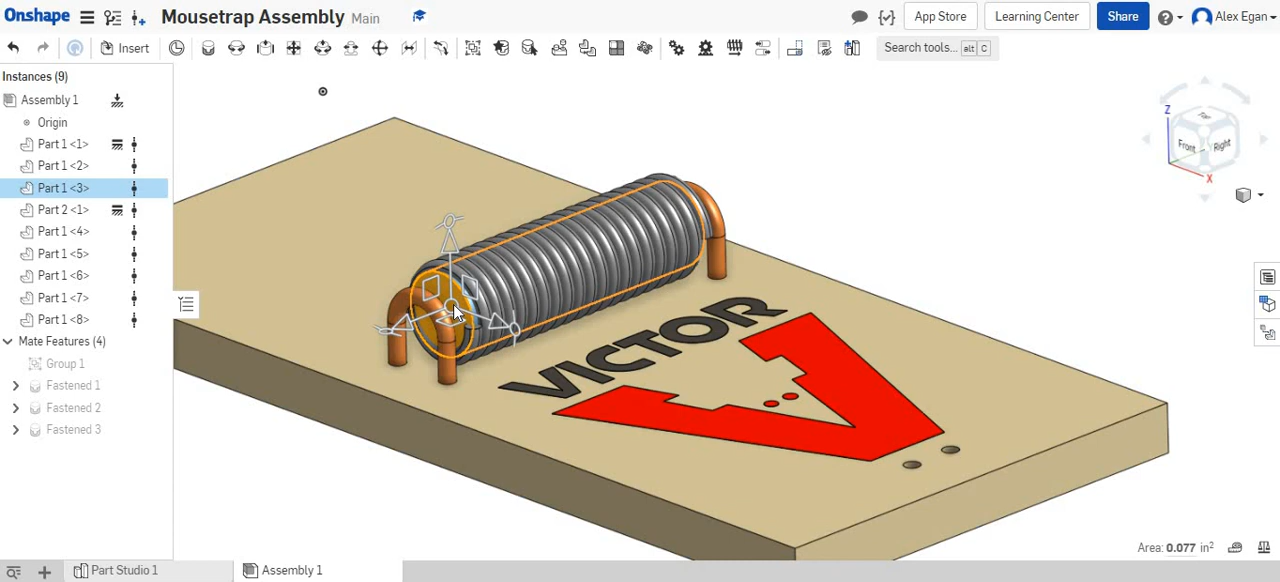 Onshape Mousetrap Assembly Main App Store Learning Center Share Alex Egan
Insert Search tools... alt C
Instances (9)
Assembly 1
Origin
Part 1 <1>
Part 1 <2>
Part 1 <3>
Part 2 <1>
Part 1 <4>
Part 1 <5>
Part 1 <6>
Part 1 <7>
Part 1 <8>
Mate Features (4)
Group 1
Fastened 1
Fastened 2
Fastened 3
Z
Top
Front
Right
X
VICTOR
Area: 0.077 in²
Part Studio 1 Assembly 1